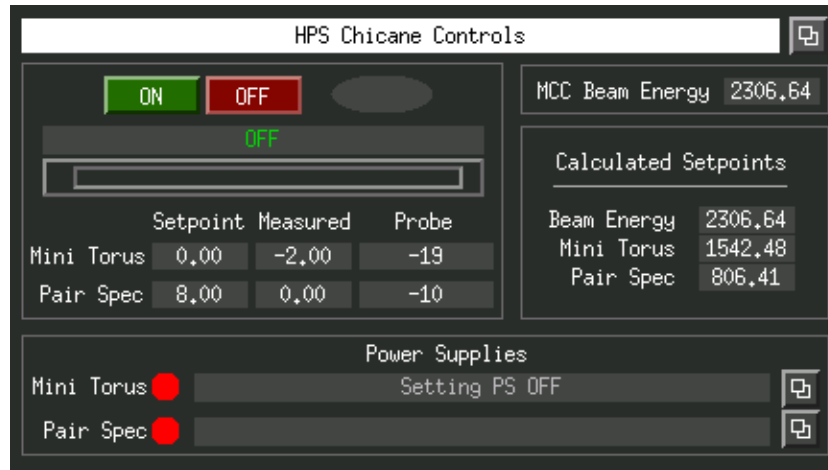 HPS Chicane Controls
ON OFF
OFF
Setpoint Measured Probe
Mini Torus 0.00 -2.00 -19
Pair Spec 8.00 0.00 -10
MCC Beam Energy 2306.64
Calculated Setpoints
Beam Energy 2306.64
Mini Torus 1542.48
Pair Spec 806.41
Power Supplies
Mini Torus Setting PS OFF
Pair Spec